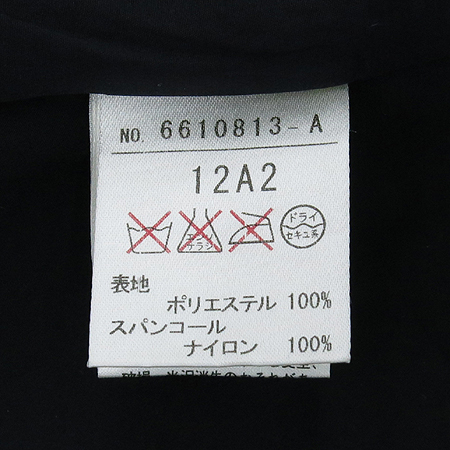 NO. 6610813-A
12A2
エンソ サラシ
ドライ
セキユ系
表地
ポリエステル 100%
スパンコール
ナイロン 100%